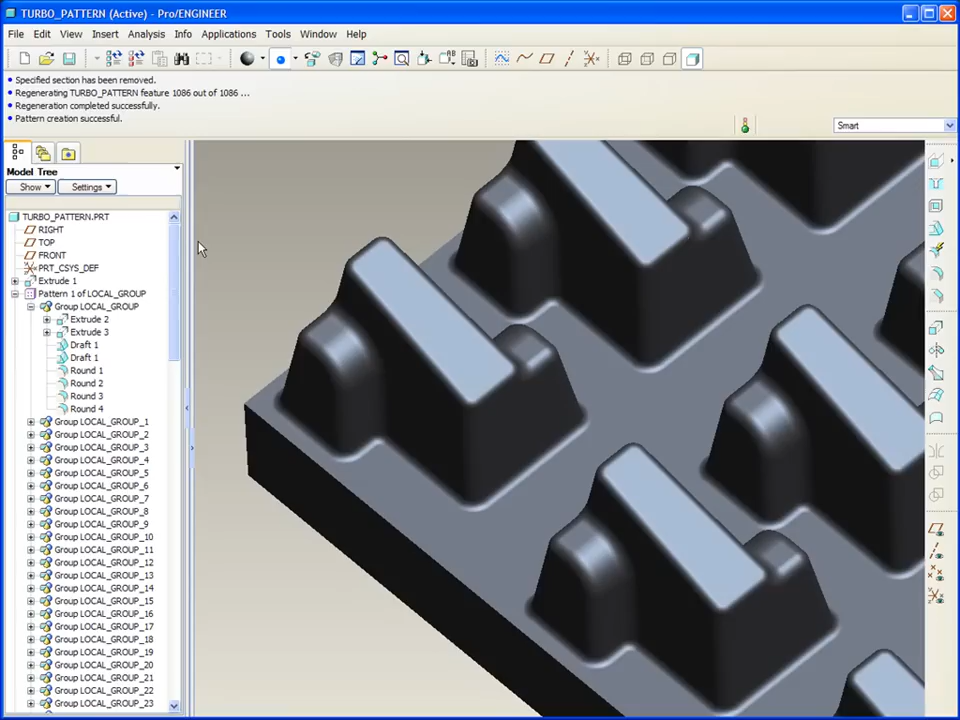 TURBO_PATTERN (Active) - Pro/ENGINEER
File Edit View Insert Analysis Info Applications Tools Window Help
• Specified section has been removed.
• Regenerating TURBO_PATTERN feature 1086 out of 1086 ...
• Regeneration completed successfully.
• Pattern creation successful.
Smart
Model Tree
Show Settings
TURBO_PATTERN.PRT
RIGHT
TOP
FRONT
PRT_CSYS_DEF
Extrude 1
Pattern 1 of LOCAL_GROUP
Group LOCAL_GROUP
Extrude 2
Extrude 3
Draft 1
Draft 1
Round 1
Round 2
Round 3
Round 4
Group LOCAL_GROUP_1
Group LOCAL_GROUP_2
Group LOCAL_GROUP_3
Group LOCAL_GROUP_4
Group LOCAL_GROUP_5
Group LOCAL_GROUP_6
Group LOCAL_GROUP_7
Group LOCAL_GROUP_8
Group LOCAL_GROUP_9
Group LOCAL_GROUP_10
Group LOCAL_GROUP_11
Group LOCAL_GROUP_12
Group LOCAL_GROUP_13
Group LOCAL_GROUP_14
Group LOCAL_GROUP_15
Group LOCAL_GROUP_16
Group LOCAL_GROUP_17
Group LOCAL_GROUP_18
Group LOCAL_GROUP_19
Group LOCAL_GROUP_20
Group LOCAL_GROUP_21
Group LOCAL_GROUP_22
Group LOCAL_GROUP_23